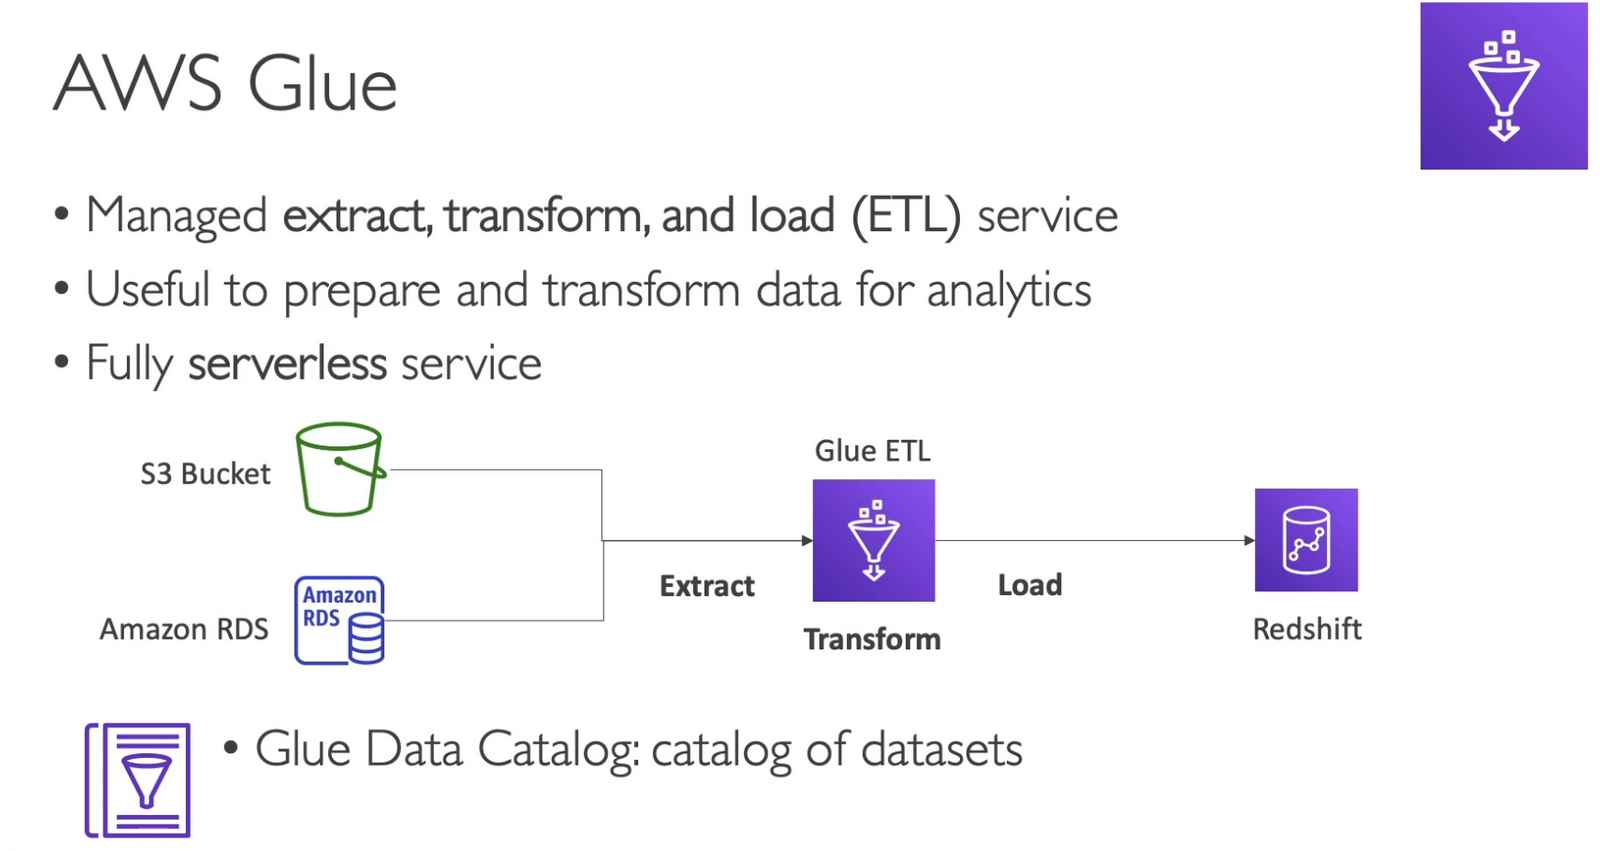 AWS Glue
• Managed extract, transform, and load (ETL) service
• Useful to prepare and transform data for analytics
• Fully serverless service
S3 Bucket
Glue ETL
Amazon
RDS
Amazon RDS
Extract
Load
Transform
Redshift
• Glue Data Catalog: catalog of datasets